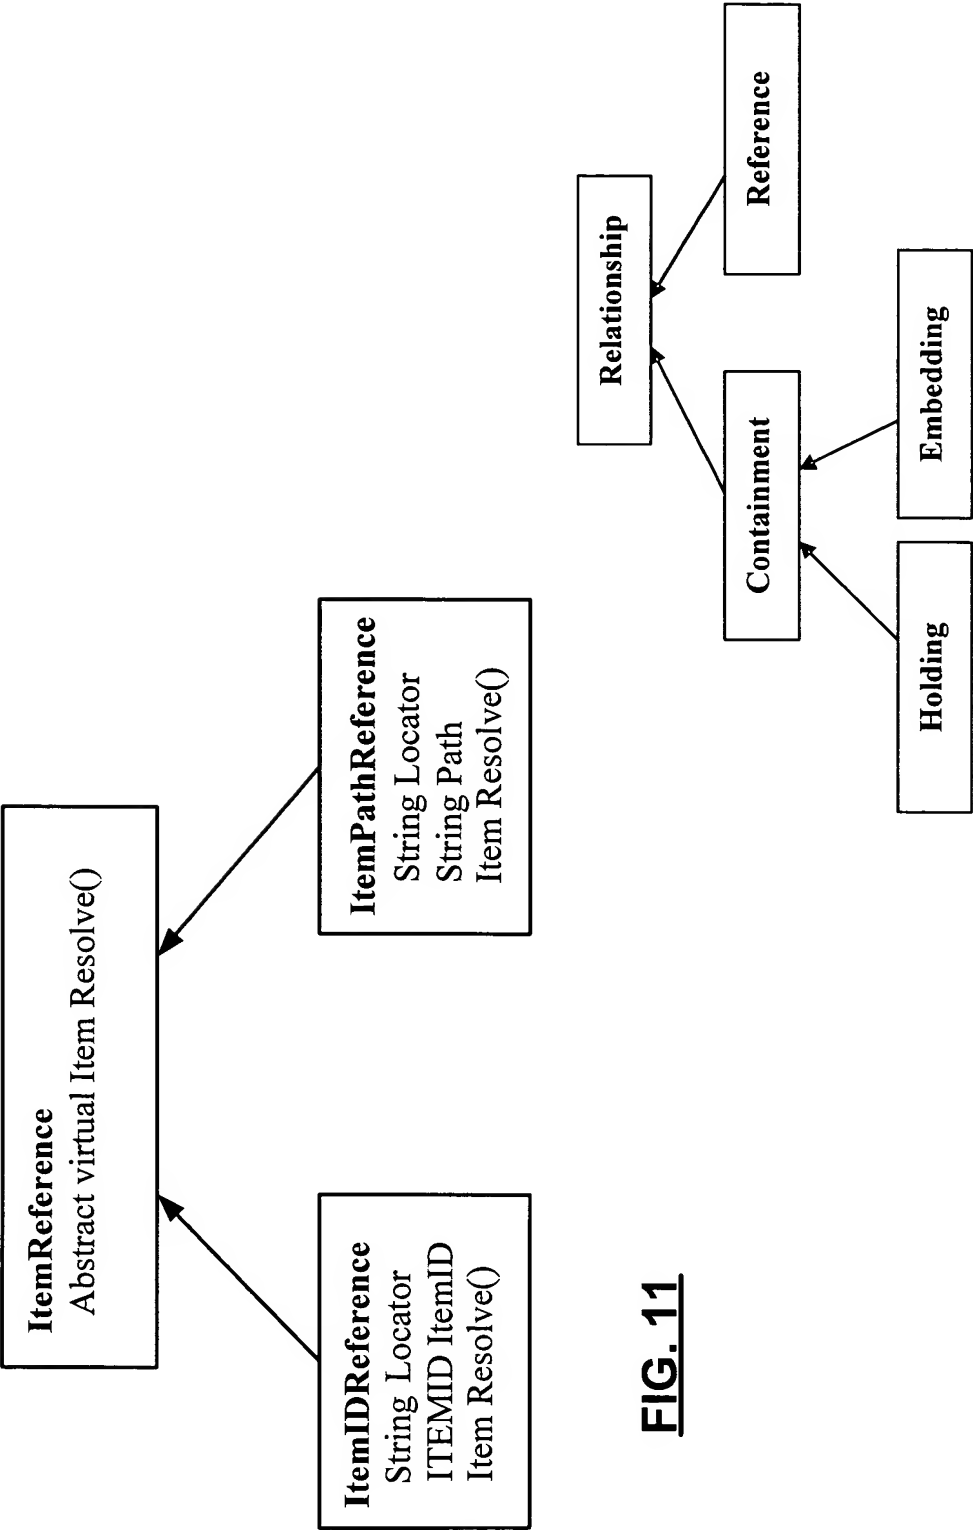 ItemReference
Abstract virtual Item Resolve()
ItemIDReference
String Locator
ITEMID ItemID
Item Resolve()
ItemPathReference
String Locator
String Path
Item Resolve()
FIG. 11
Relationship
Containment
Reference
Holding
Embedding